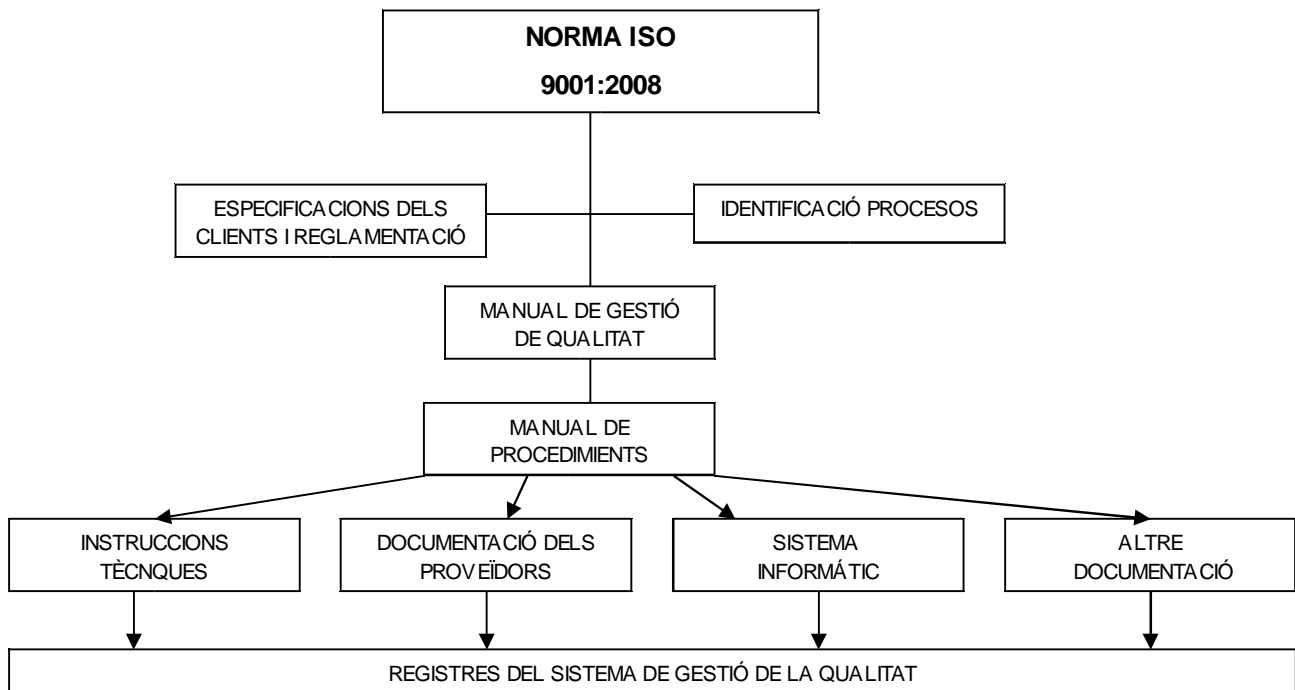 NORMA ISO
9001:2008
ESPECIFICACIONS DELS
CLIENTS I REGLAMENTACIÓ
IDENTIFICACIÓ PROCESOS
MANUAL DE GESTIÓ
DE QUALITAT
MANUAL DE
PROCEDIMIENTS
INSTRUCCIONS
TÈCNQUES
DOCUMENTACIÓ DELS
PROVEÏDORS
SISTEMA
INFORMÁTIC
ALTRE
DOCUMENTACIÓ
REGISTRES DEL SISTEMA DE GESTIÓ DE LA QUALITAT